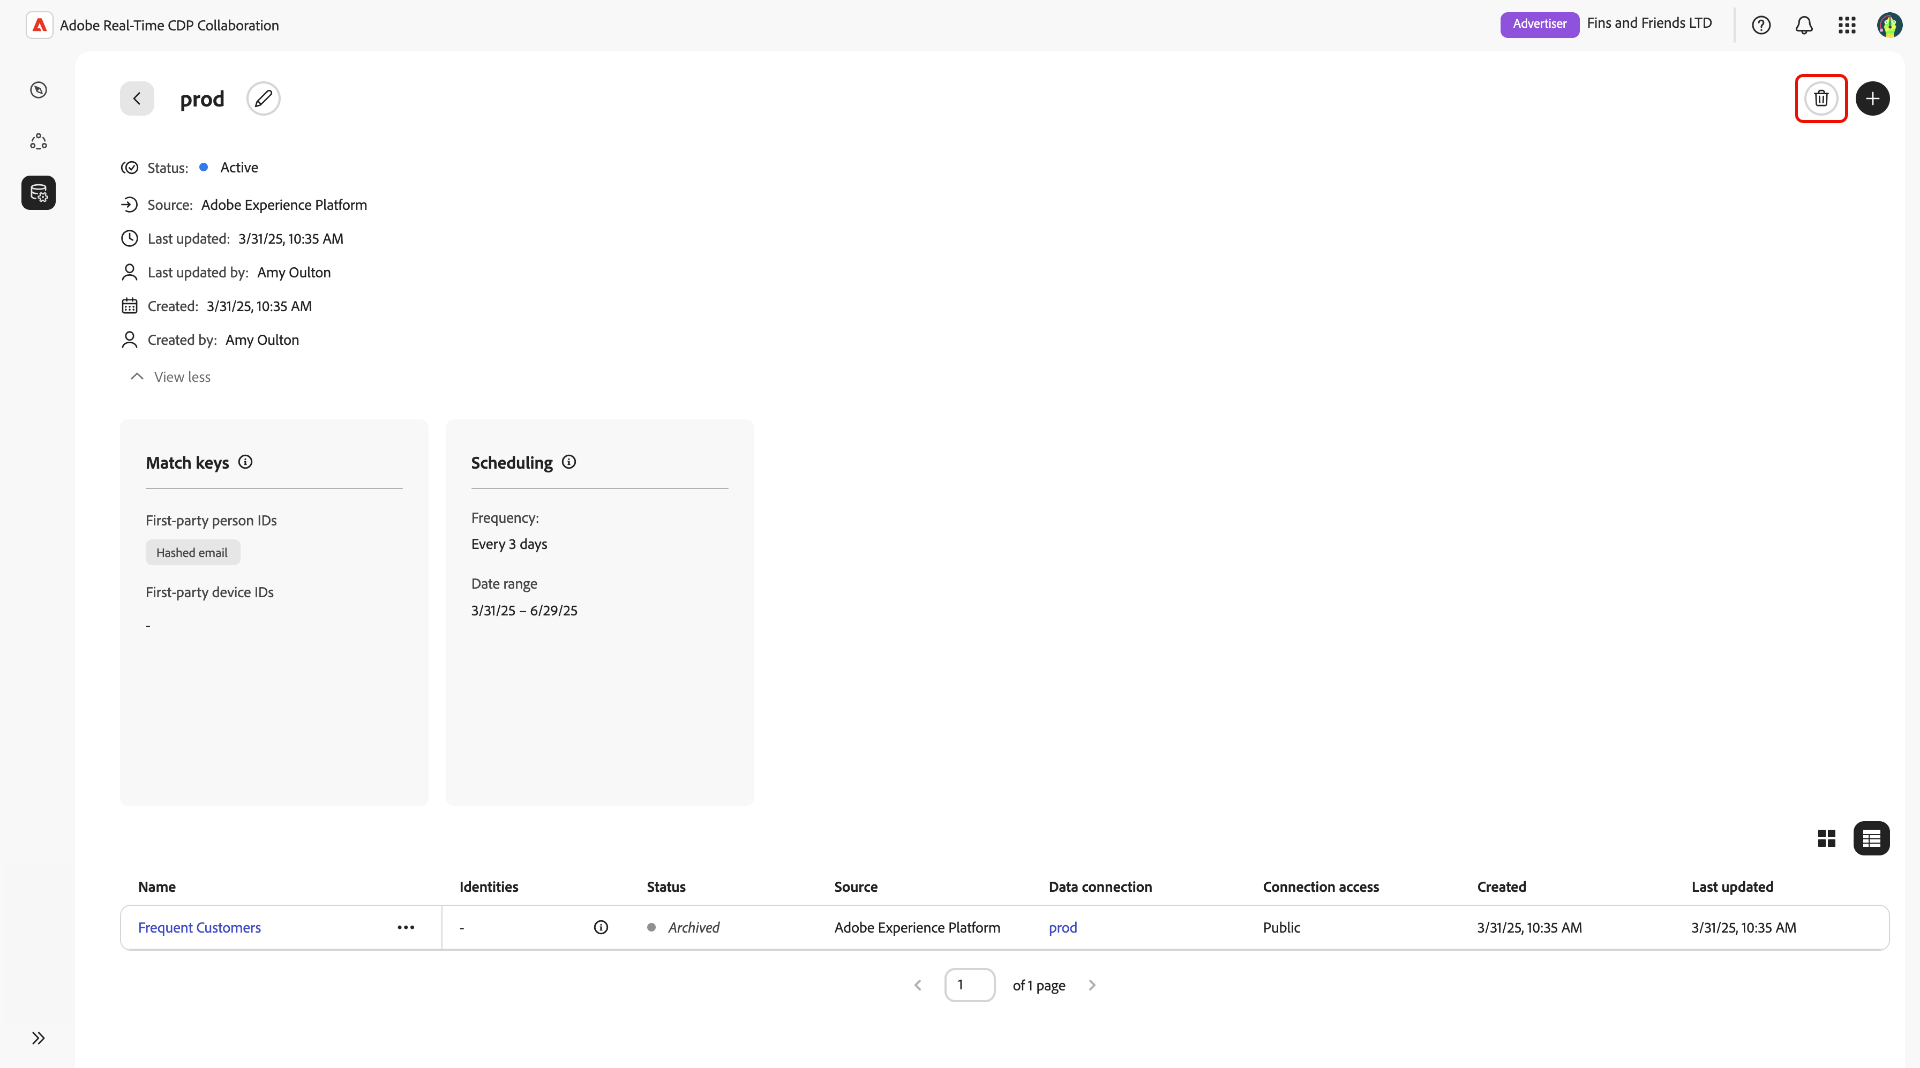 Adobe Real-Time CDP Collaboration
Advertiser
Fins and Friends LTD
prod
Status: Active
Source: Adobe Experience Platform
Last updated: 3/31/25, 10:35 AM
Last updated by: Amy Oulton
Created: 3/31/25, 10:35 AM
Created by: Amy Oulton
View less
Match keys
First-party person IDs
Hashed email
First-party device IDs
-
Scheduling
Frequency:
Every 3 days
Date range
3/31/25 – 6/29/25
Name Identities Status Source Data connection Connection access Created Last updated
Frequent Customers ••• - Archived Adobe Experience Platform prod Public 3/31/25, 10:35 AM 3/31/25, 10:35 AM
1 of 1 page